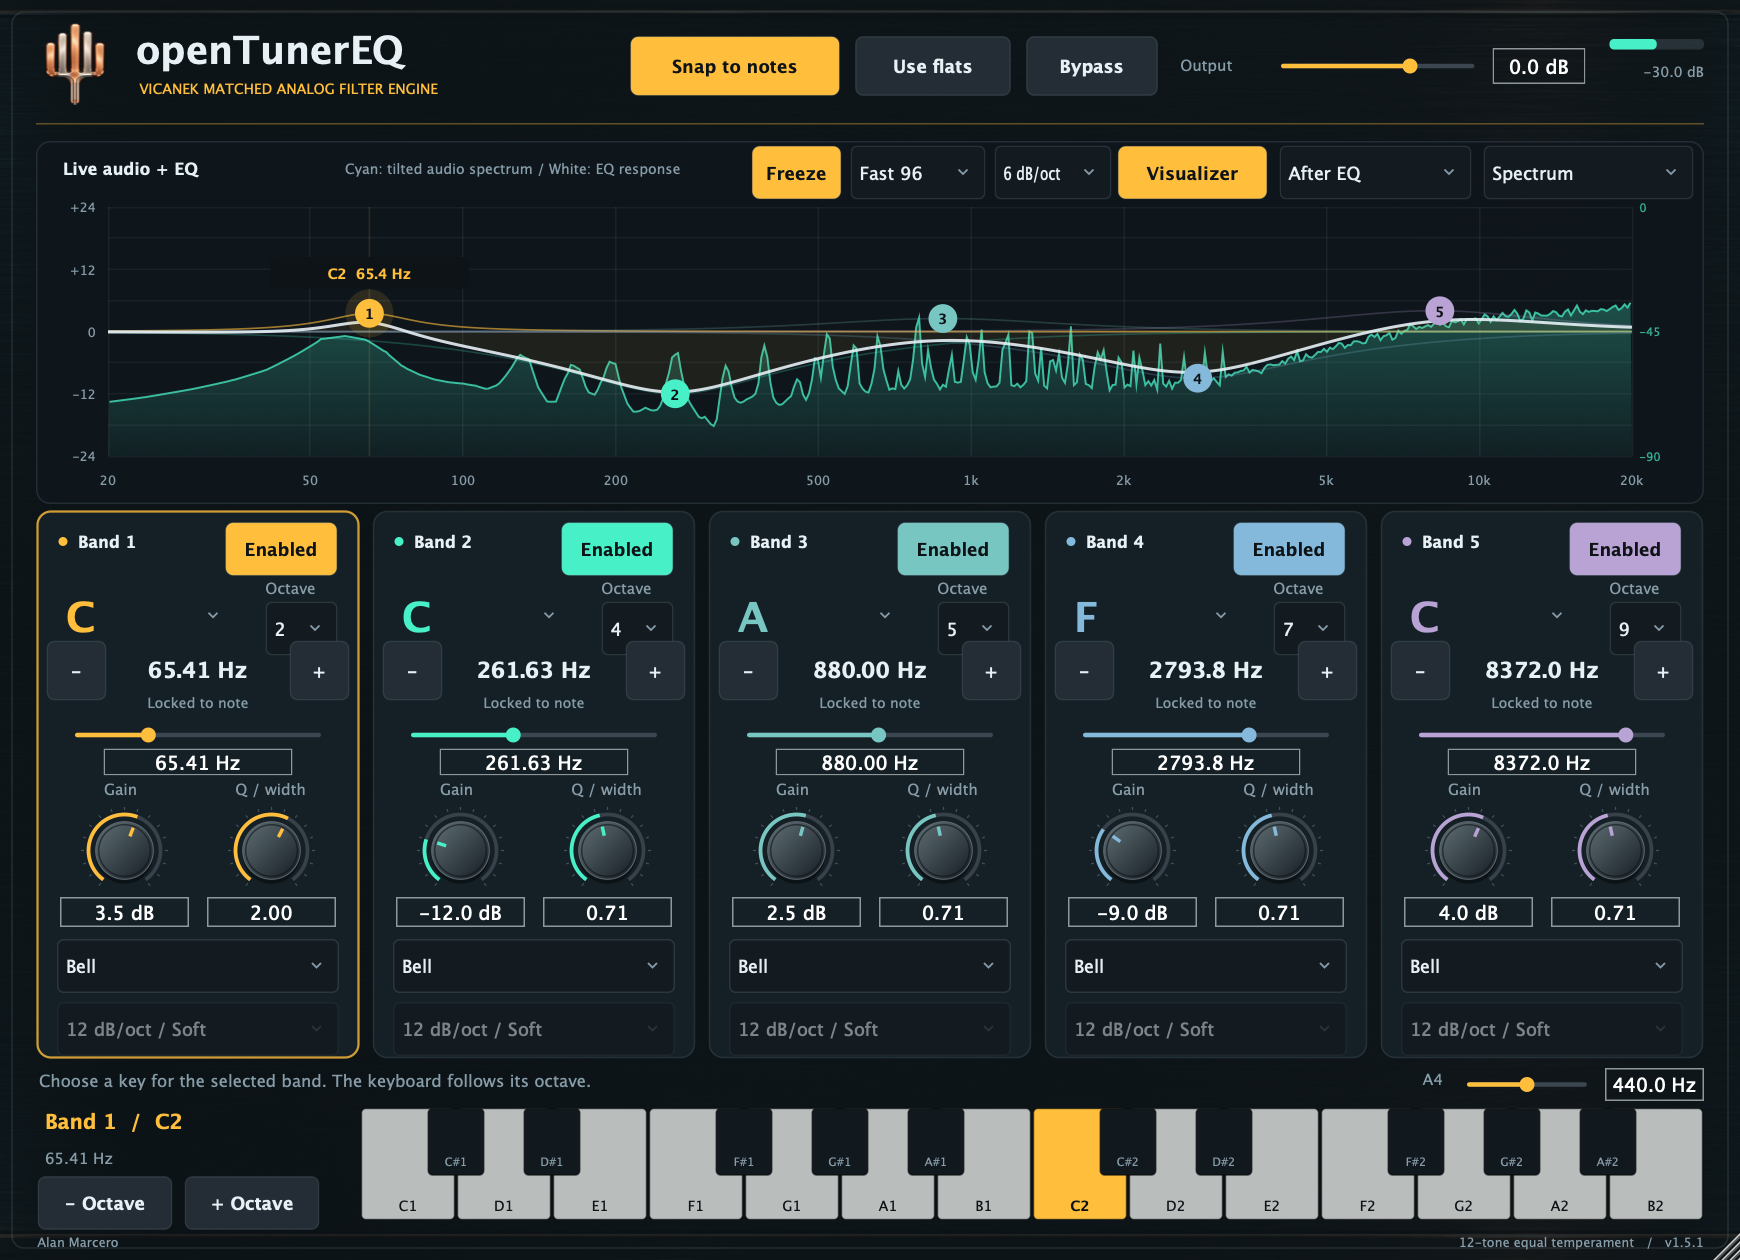 openTunerEQ
VICANEK MATCHED ANALOG FILTER ENGINE
Snap to notes
Use flats
Bypass
Output
0.0 dB
-30.0 dB
Live audio + EQ
Cyan: tilted audio spectrum / White: EQ response
Freeze
Fast 96
6 dB/oct
Visualizer
After EQ
Spectrum
+24
0
+12
C2 65.4 Hz
1
2
3
4
5
0
-45
-12
-24
-90
20
50
100
200
500
1k
2k
5k
10k
20k
Band 1
Enabled
Octave
C
2
-
65.41 Hz
+
Locked to note
65.41 Hz
Gain
Q / width
3.5 dB
2.00
Bell
12 dB/oct / Soft
Band 2
Enabled
Octave
C
4
-
261.63 Hz
+
Locked to note
261.63 Hz
Gain
Q / width
-12.0 dB
0.71
Bell
12 dB/oct / Soft
Band 3
Enabled
Octave
A
5
-
880.00 Hz
+
Locked to note
880.00 Hz
Gain
Q / width
2.5 dB
0.71
Bell
12 dB/oct / Soft
Band 4
Enabled
Octave
F
7
-
2793.8 Hz
+
Locked to note
2793.8 Hz
Gain
Q / width
-9.0 dB
0.71
Bell
12 dB/oct / Soft
Band 5
Enabled
Octave
C
9
-
8372.0 Hz
+
Locked to note
8372.0 Hz
Gain
Q / width
4.0 dB
0.71
Bell
12 dB/oct / Soft
Choose a key for the selected band. The keyboard follows its octave.
A4
440.0 Hz
Band 1 / C2
65.41 Hz
- Octave
+ Octave
C#1
D#1
F#1
G#1
A#1
C#2
D#2
F#2
G#2
A#2
C1
D1
E1
F1
G1
A1
B1
C2
D2
E2
F2
G2
A2
B2
Alan Marcero
12-tone equal temperament / v1.5.1